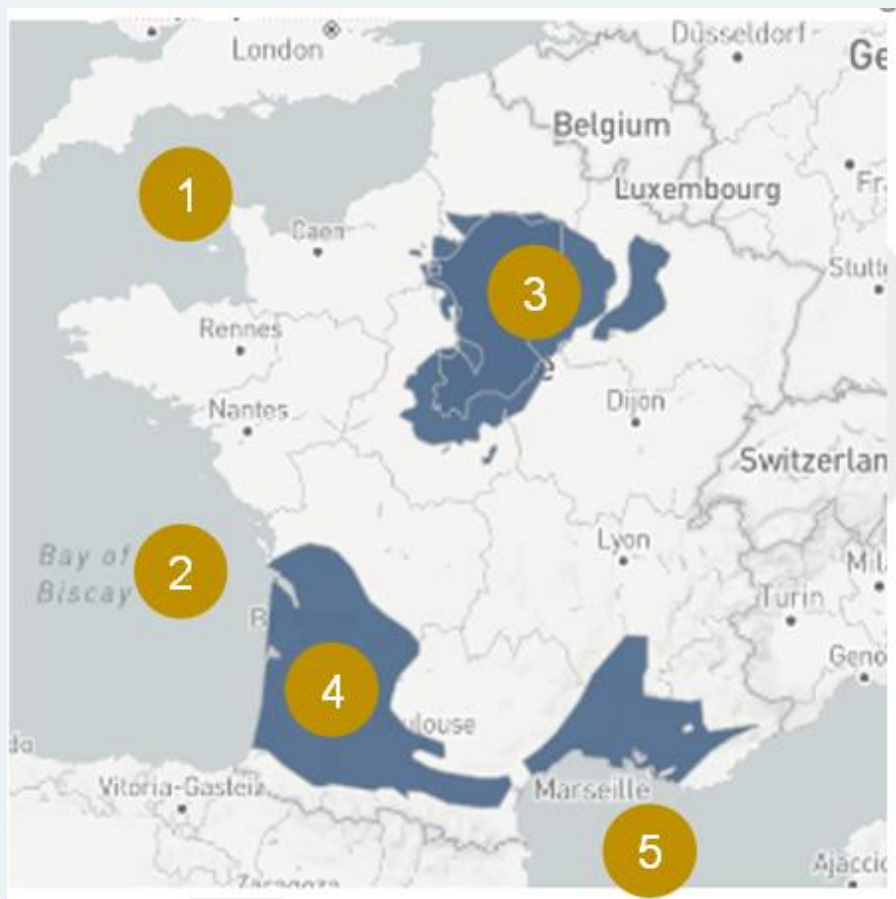 London
Düsseldorf
Ge
Belgium
1
Luxembourg
Fr
Caen
3
Stutt
Rennes
Nantes
Dijon
Switzerlan
Bay of
Biscay
2
Lyon
Mil
Turin
B
Geno
4
ulouse
do
Vitoria-Gasteiz
Marseille
5
Ajaccio
Zaragoza